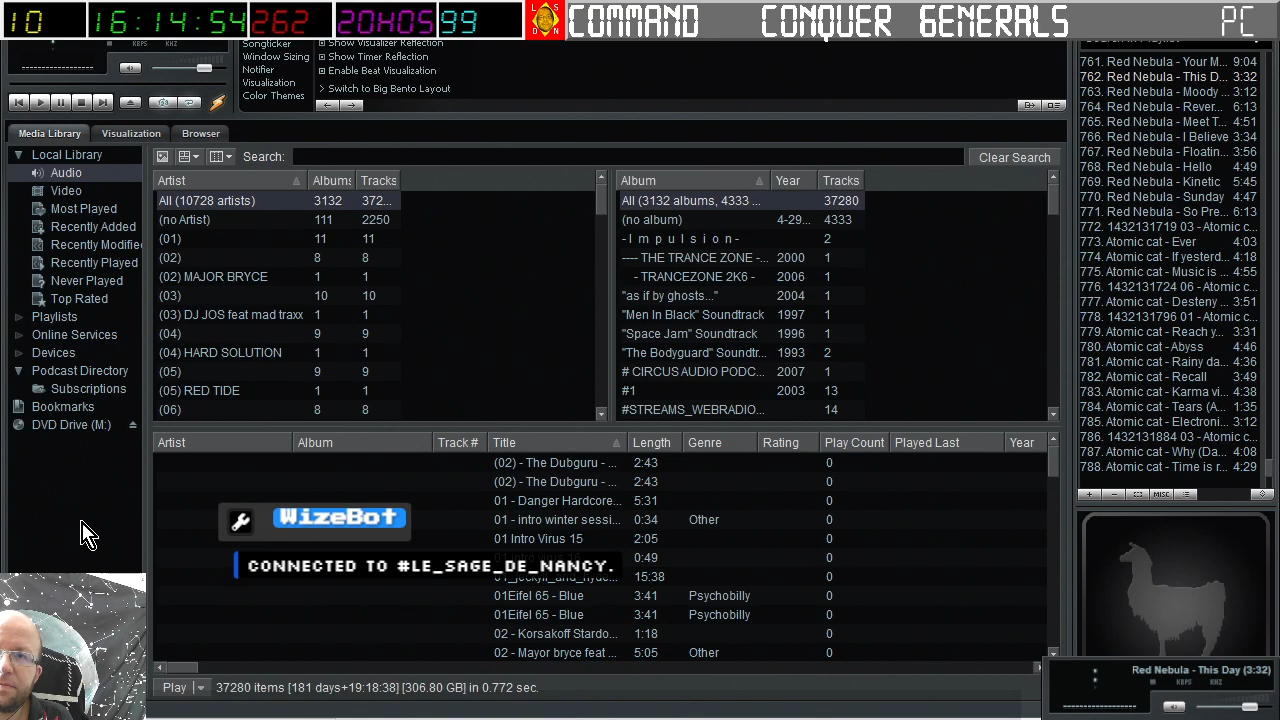 10 16:14:54 262 20H05 99 LSDN COMMAND CONQUER GENERALS PC
KBPS KHZ
Songticker
Window Sizing
Notifier
Visualization
Color Themes
Show Visualizer Reflection
Show Timer Reflection
Enable Beat Visualization
Switch to Big Bento Layout
Media Library Visualization Browser
Local Library
Audio
Video
Most Played
Recently Added
Recently Modifie
Recently Played
Never Played
Top Rated
Playlists
Online Services
Devices
Podcast Directory
Subscriptions
Bookmarks
DVD Drive (M:)
Search: Clear Search
Artist Albums Tracks
All (10728 artists) 3132 372...
(no Artist) 111 2250
(01) 11 11
(02) 8 8
(02) MAJOR BRYCE 1 1
(03) 10 10
(03) DJ JOS feat mad traxx 1 1
(04) 9 9
(04) HARD SOLUTION 1 1
(05) 9 9
(05) RED TIDE 1 1
(06) 8 8
Album Year Tracks
All (3132 albums, 4333 ... 37280
(no album) 4-29... 4333
- I m p u l s i o n - 2
---- THE TRANCE ZONE -... 2000 1
- TRANCEZONE 2K6 - 2006 1
"as if by ghosts..." 2004 1
"Men In Black" Soundtrack 1997 1
"Space Jam" Soundtrack 1996 1
"The Bodyguard" Soundtr... 1993 2
# CIRCUS AUDIO PODC... 2007 1
#1 2003 13
#STREAMS_WEBRADIO... 14
Artist Album Track # Title Length Genre Rating Play Count Played Last Year
(02) - The Dubguru - ... 2:43 0
(02) - The Dubguru - ... 2:43 0
01 - Danger Hardcore... 5:31 0
01 - intro winter sessi... 0:34 Other 0
01 Intro Virus 15 2:05 0
01 intro virus 16 0:49 0
01_jeckyll_and_hyde... 15:38 0
01Eifel 65 - Blue 3:41 Psychobilly 0
01Eifel 65 - Blue 3:41 Psychobilly 0
02 - Korsakoff Stardo... 1:18 0
02 - Mayor bryce feat ... 5:05 Other 0
WizeBot
CONNECTED TO #LE_SAGE_DE_NANCY.
Play 37280 items [181 days+19:18:38] [306.80 GB] in 0.772 sec.
761. Red Nebula - Your M... 9:04
762. Red Nebula - This D... 3:32
763. Red Nebula - Moody ... 3:12
764. Red Nebula - Rever... 6:13
765. Red Nebula - Meet T... 4:51
766. Red Nebula - I Believe 3:34
767. Red Nebula - Floatin... 3:56
768. Red Nebula - Hello 4:49
769. Red Nebula - Kinetic 5:45
770. Red Nebula - Sunday 4:47
771. Red Nebula - So Pre... 6:13
772. 1432131719 03 - Atomic c...
773. Atomic cat - Ever 4:03
774. Atomic cat - If yesterd... 4:18
775. Atomic cat - Music is ... 4:55
776. 1432131724 06 - Atomic c...
777. Atomic cat - Desteny ... 3:51
778. 1432131796 01 - Atomic c...
779. Atomic cat - Reach y... 3:31
780. Atomic cat - Abyss 4:46
781. Atomic cat - Rainy da... 4:36
782. Atomic cat - Recall 3:49
783. Atomic cat - Karma vi... 4:38
784. Atomic cat - Tears (A... 1:35
785. Atomic cat - Electroni... 3:12
786. 1432131884 03 - Atomic c...
787. Atomic cat - Why (Da... 4:08
788. Atomic cat - Time is r... 4:29
MISC
Red Nebula - This Day (3:32)
KBPS KHZ